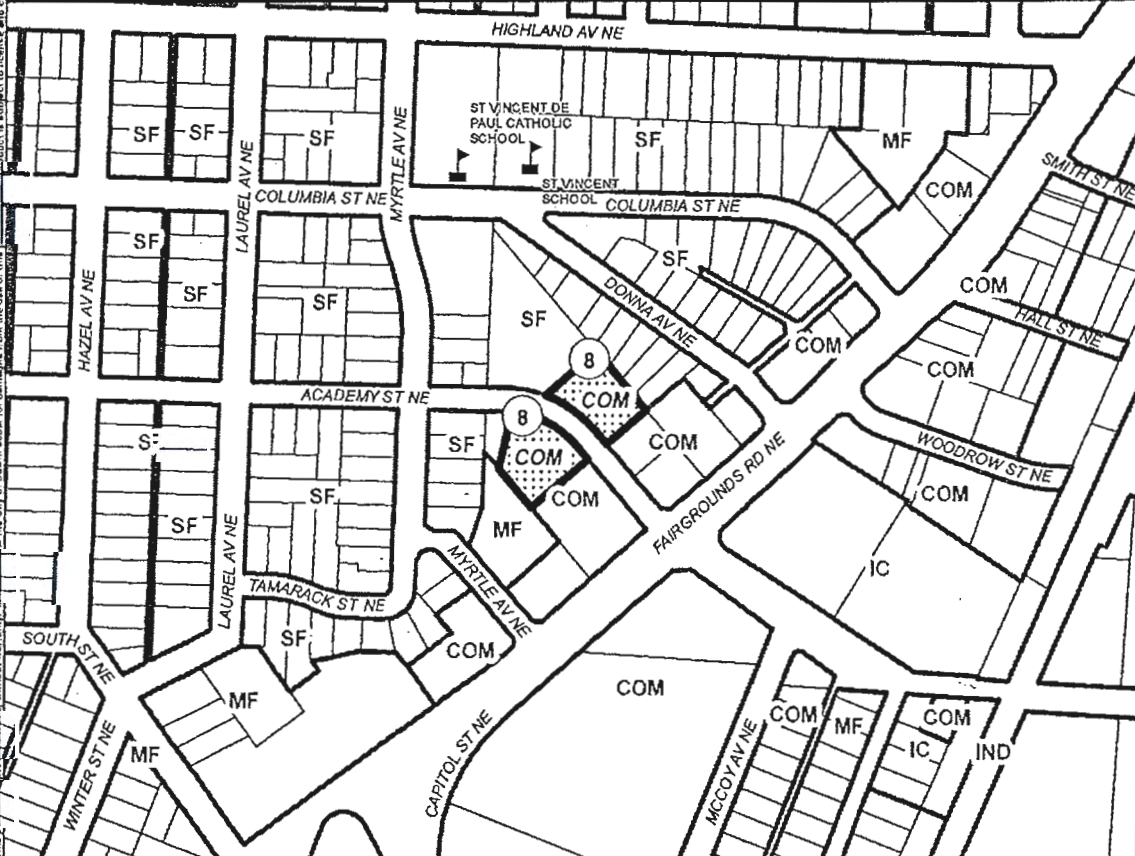 HIGHLAND AV NE
ST VINCENT DE
PAUL CATHOLIC
SCHOOL
SF
SF
SF
SF
MF
MYRTLE AV NE
LAUREL AV NE
SMITH ST NE
ST VINCENT
SCHOOL
COLUMBIA ST NE
COLUMBIA ST NE
COM
SF
SF
SF
SF
COM
DONNA AV NE
HALL ST NE
HAZEL AV NE
SF
COM
8
COM
ACADEMY ST NE
COM
8
SF
SF
COM
COM
WOODROW ST NE
COM
COM
SF
SF
MF
FAIRGROUNDS RD NE
IC
LAUREL AV NE
MYRTLE AV NE
TAMARACK ST NE
SOUTH ST NE
SF
COM
COM
MF
COM
MF
COM
IC
IND
MF
WINTER ST NE
CAPITOL ST NE
MCCOY AV NE